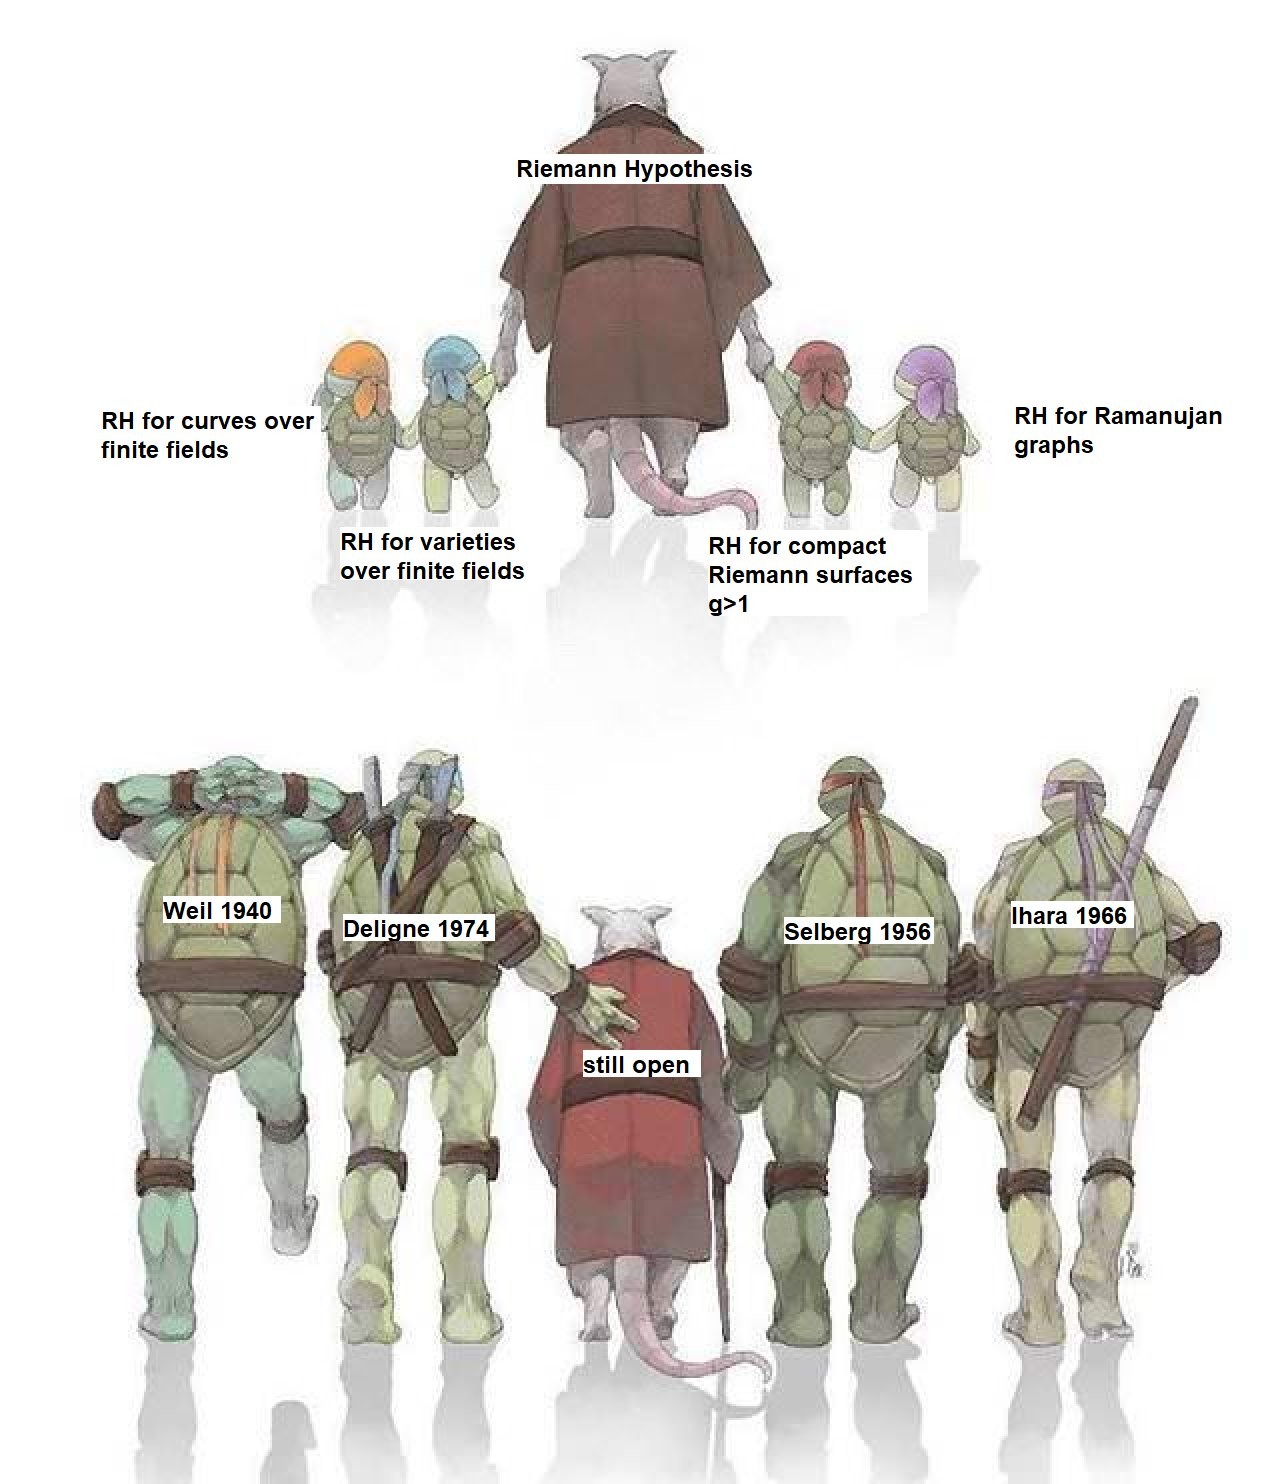 Riemann Hypothesis
RH for curves over
finite fields
RH for varieties
over finite fields
RH for compact
Riemann surfaces
g>1
RH for Ramanujan
graphs
Weil 1940
Deligne 1974
still open
Selberg 1956
Ihara 1966